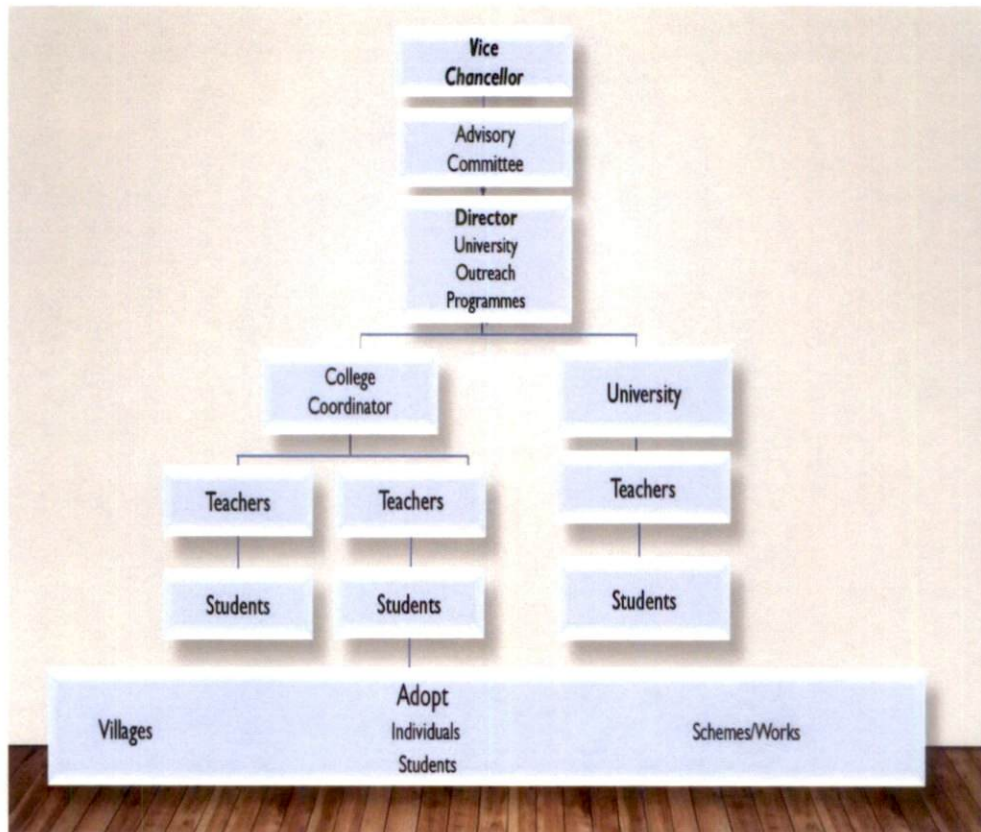 Vice
Chancellor
Advisory
Committee
Director
University
Outreach
Programmes
College
Coordinator
University
Teachers
Teachers
Teachers
Students
Students
Students
Adopt
Villages
Individuals
Schemes/Works
Students